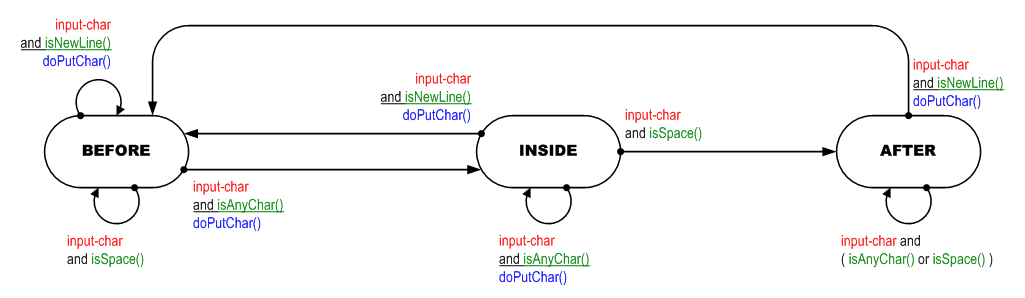 input-char
and isNewLine()
doPutChar()
input-char
and isNewLine()
doPutChar()
input-char
and isNewLine()
doPutChar()
input-char
and isSpace()
BEFORE
INSIDE
AFTER
input-char
and isAnyChar()
doPutChar()
input-char
and isSpace()
input-char
and isAnyChar()
doPutChar()
input-char and
( isAnyChar() or isSpace() )